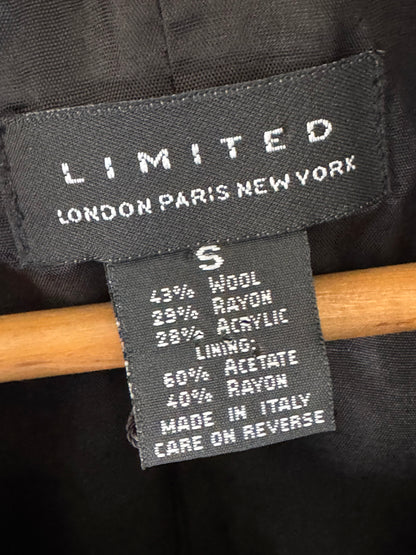 LIMITED
LONDON PARIS NEW YORK
S
43% WOOL
29% RAYON
28% ACRYLIC
LINING:
60% ACETATE
40% RAYON
MADE IN ITALY
CARE ON REVERSE